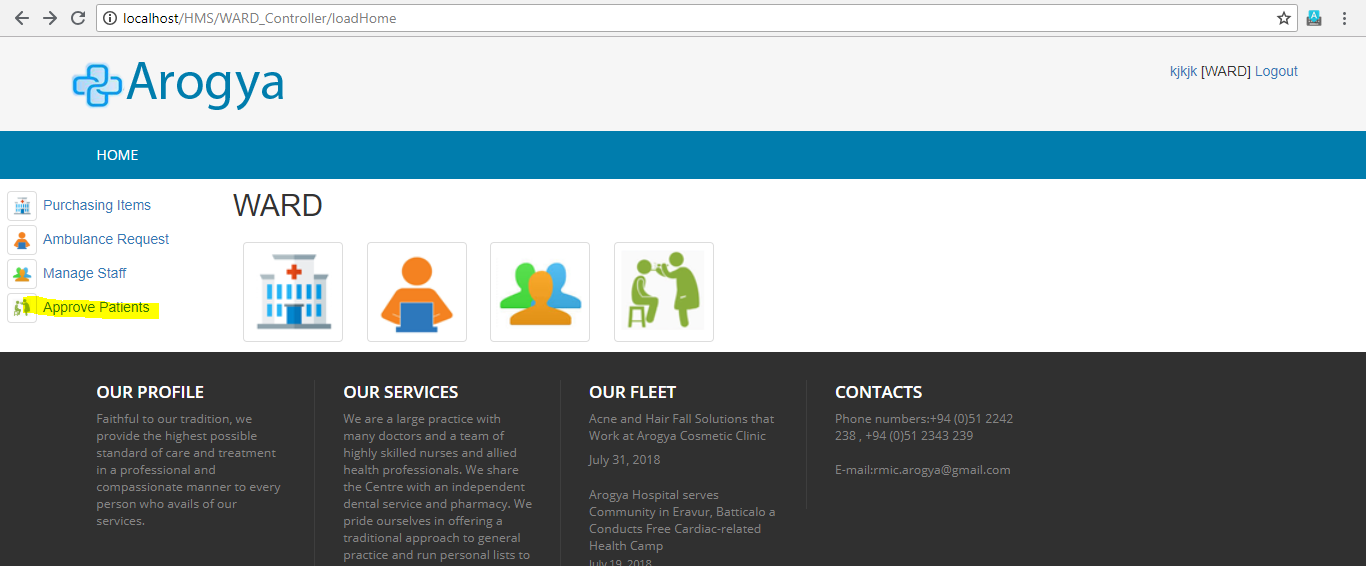 localhost/HMS/WARD_Controller/loadHome
Arogya
kjkjk [WARD] Logout
HOME
Purchasing Items
Ambulance Request
Manage Staff
Approve Patients
WARD
OUR PROFILE
Faithful to our tradition, we
provide the highest possible
standard of care and treatment
in a professional and
compassionate manner to every
person who avails of our
services.
OUR SERVICES
We are a large practice with
many doctors and a team of
highly skilled nurses and allied
health professionals. We share
the Centre with an independent
dental service and pharmacy. We
pride ourselves in offering a
traditional approach to general
practice and run personal lists to
OUR FLEET
Acne and Hair Fall Solutions that
Work at Arogya Cosmetic Clinic
July 31, 2018
Arogya Hospital serves
Community in Eravur, Batticalo a
Conducts Free Cardiac-related
Health Camp
July 19, 2018
CONTACTS
Phone numbers:+94 (0)51 2242
238 , +94 (0)51 2343 239
E-mail:rmic.arogya@gmail.com